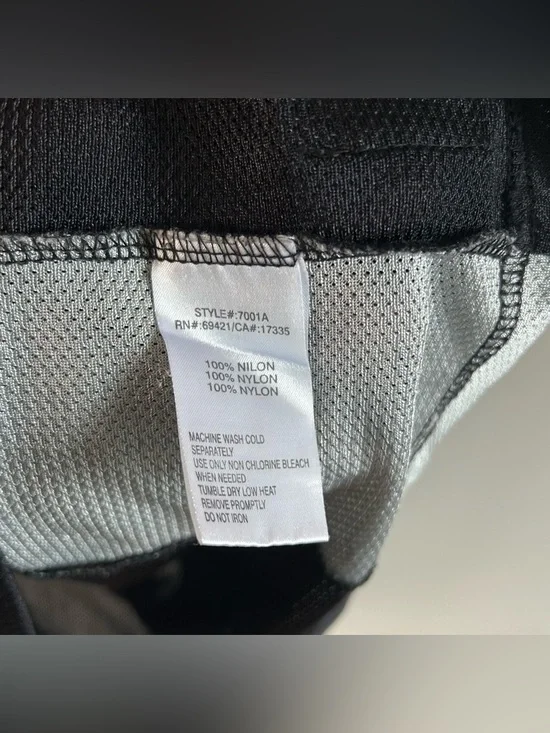 STYLE#:7001A
RN#:69421/CA#:17335
100% NILON
100% NYLON
100% NYLON
MACHINE WASH COLD
SEPARATELY
USE ONLY NON CHLORINE BLEACH
WHEN NEEDED
TUMBLE DRY LOW HEAT
REMOVE PROMPTLY
DO NOT IRON